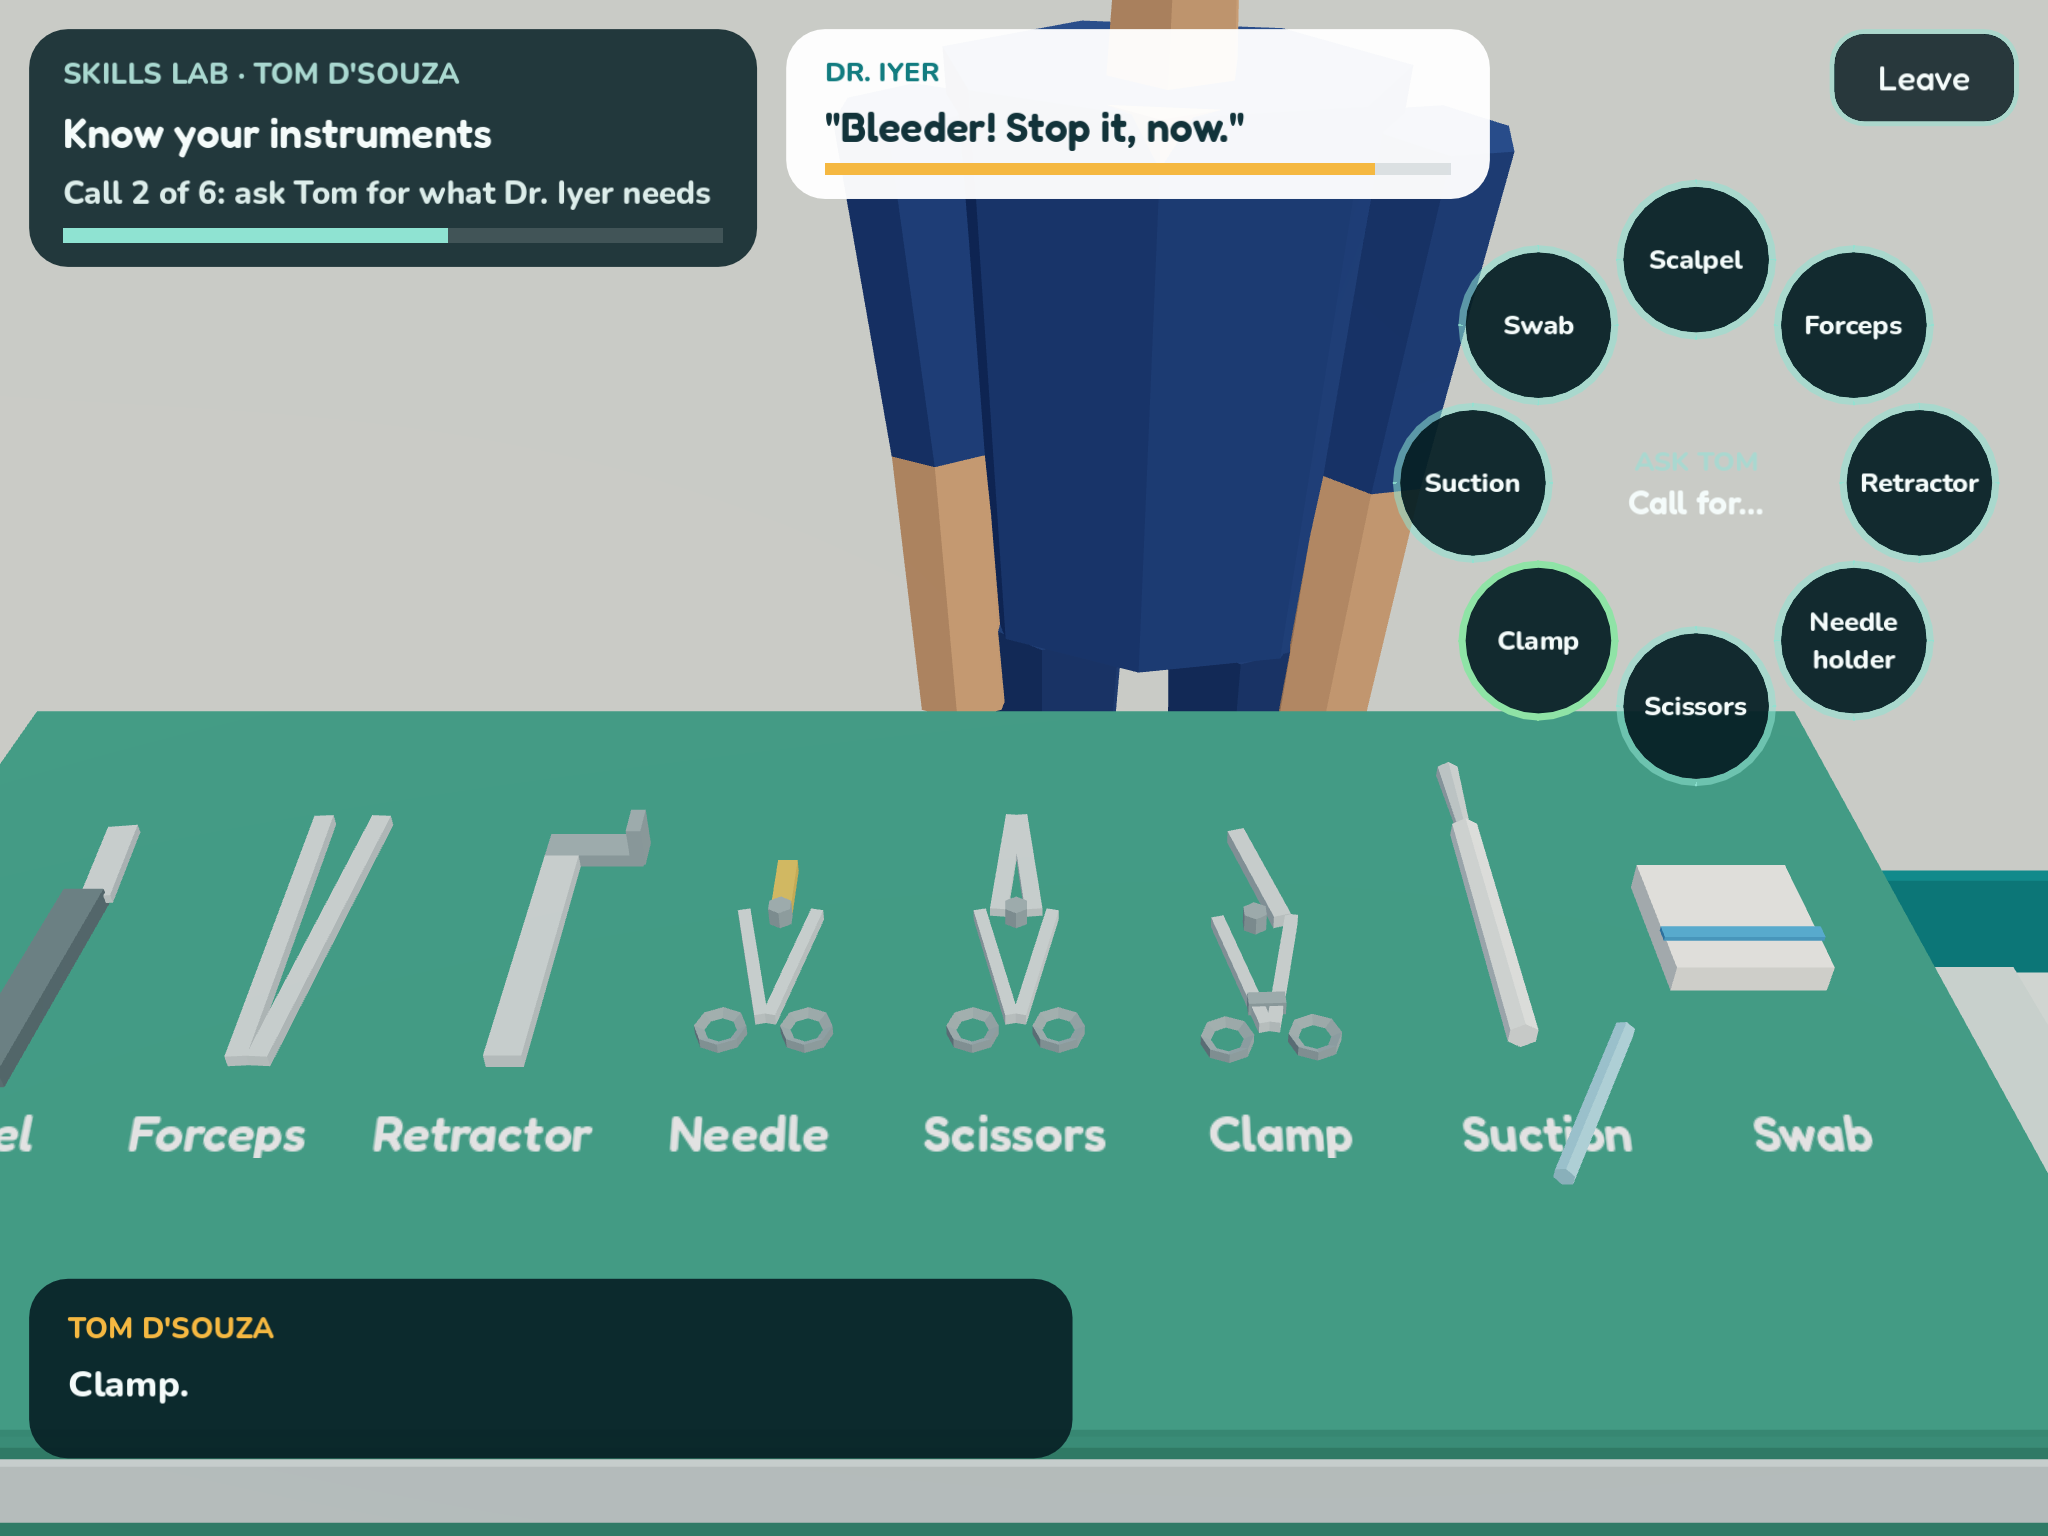 SKILLS LAB · TOM D'SOUZA
Know your instruments
Call 2 of 6: ask Tom for what Dr. Iyer needs
DR. IYER
"Bleeder! Stop it, now."
Leave
Scalpel
Swab
Forceps
ASK TOM
Call for...
Suction
Retractor
Clamp
Needle
holder
Scissors
el
Forceps
Retractor
Needle
Scissors
Clamp
Suction
Swab
TOM D'SOUZA
Clamp.